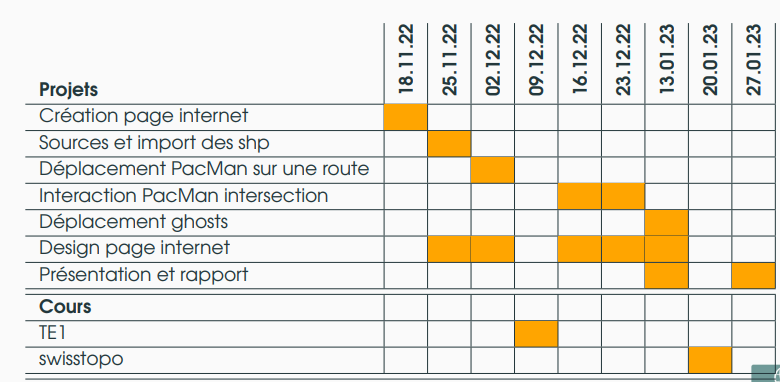 18.11.22 25.11.22 02.12.22 09.12.22 16.12.22 23.12.22 13.01.23 20.01.23 27.01.23
Projets
Création page internet
Sources et import des shp
Déplacement PacMan sur une route
Interaction PacMan intersection
Déplacement ghosts
Design page internet
Présentation et rapport
Cours
TE1
swisstopo